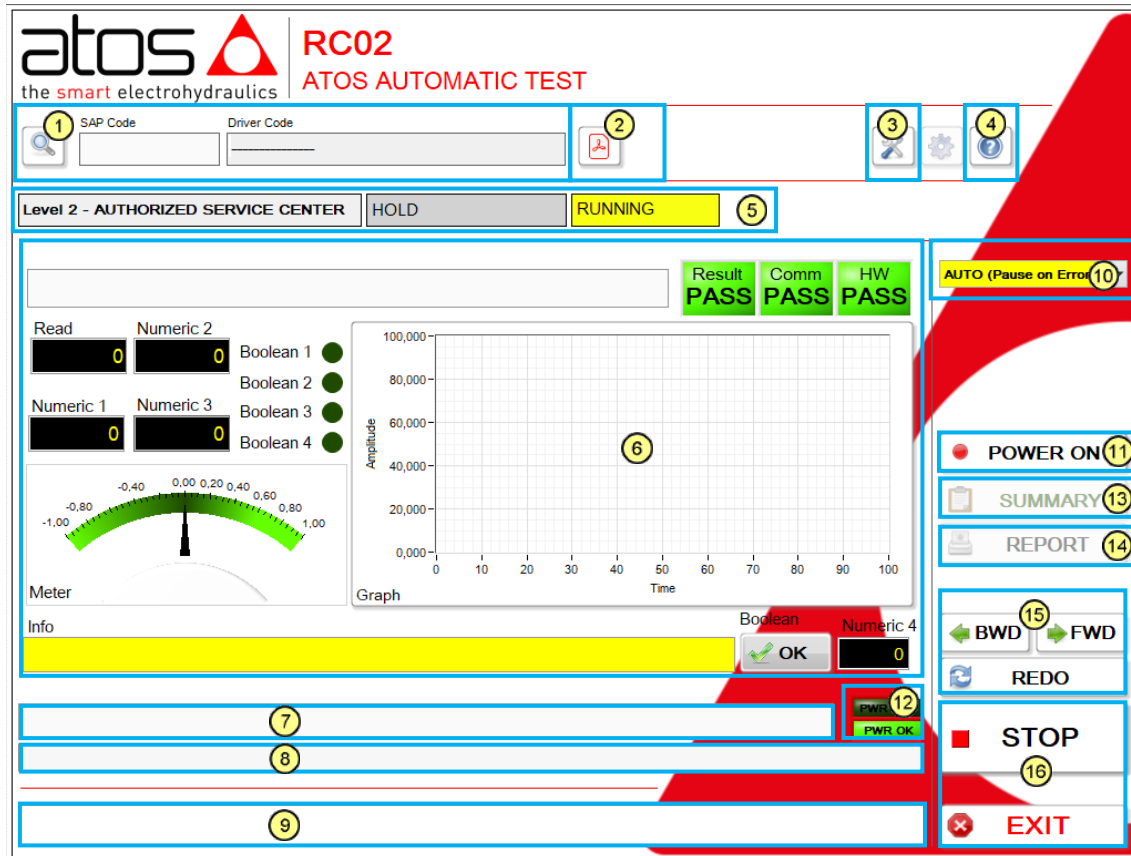 atos
the smart electrohydraulics
RC02
ATOS AUTOMATIC TEST
1
SAP Code
Driver Code
2
3
4
Level 2 - AUTHORIZED SERVICE CENTER
HOLD
RUNNING
5
Result
PASS
Comm
PASS
HW
PASS
AUTO (Pause on Error
10
Read
0
Numeric 2
0
Numeric 1
0
Numeric 3
0
Boolean 1
Boolean 2
Boolean 3
Boolean 4
100,000
80,000
60,000
40,000
20,000
0,000
Amplitude
6
0 10 20 30 40 50 60 70 80 90 100
Time
Graph
-1,00 -0,80 -0,40 0,00 0,20 0,40 0,60 0,80 1,00
Meter
POWER ON
11
SUMMARY
13
REPORT
14
Info
Boolean
OK
Numeric 4
0
15
BWD
FWD
REDO
7
PWR
12
PWR OK
8
STOP
16
9
EXIT